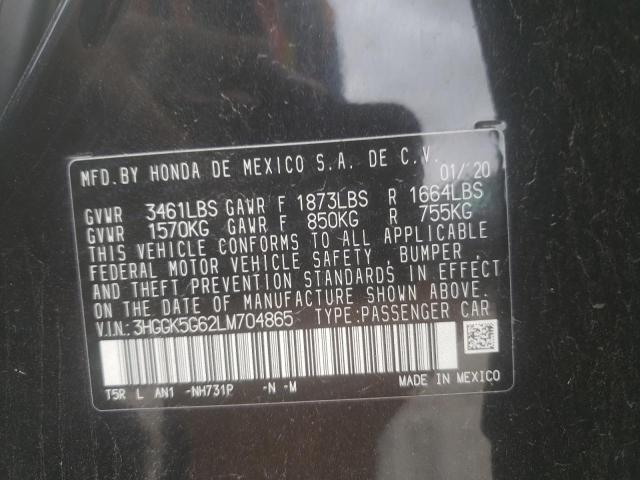 MFD.BY HONDA DE MEXICO S.A. DE C.V. 01/'20
GVWR 3461LBS GAWR F 1873LBS R 1664LBS
GVWR 1570KG GAWR F 850KG R 755KG
THIS VEHICLE CONFORMS TO ALL APPLICABLE
FEDERAL MOTOR VEHICLE SAFETY, BUMPER,
AND THEFT PREVENTION STANDARDS IN EFFECT
ON THE DATE OF MANUFACTURE SHOWN ABOVE.
V.I.N: 3HGGK5G62LM704865 TYPE:PASSENGER CAR
T5R L AN1 -NH731P -N -M MADE IN MEXICO